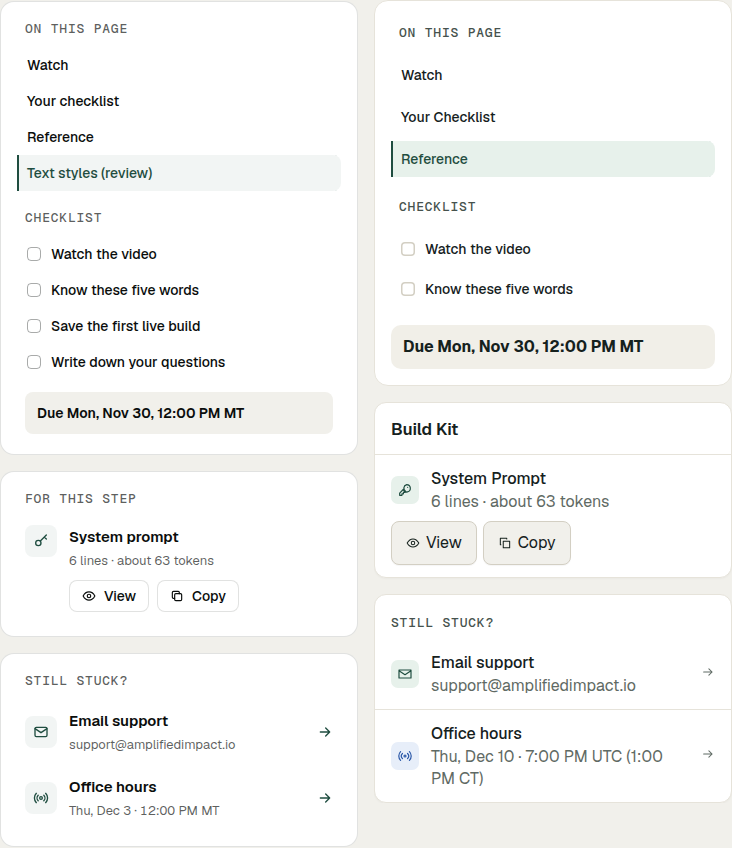 ON THIS PAGE
Watch
Your checklist
Reference
Text styles (review)
CHECKLIST
Watch the video
Know these five words
Save the first live build
Write down your questions
Due Mon, Nov 30, 12:00 PM MT
FOR THIS STEP
System prompt
6 lines · about 63 tokens
View
Copy
STILL STUCK?
Email support
support@amplifiedimpact.io
Office hours
Thu, Dec 3 · 12:00 PM MT
ON THIS PAGE
Watch
Your Checklist
Reference
CHECKLIST
Watch the video
Know these five words
Due Mon, Nov 30, 12:00 PM MT
Build Kit
System Prompt
6 lines · about 63 tokens
View
Copy
STILL STUCK?
Email support
support@amplifiedimpact.io
Office hours
Thu, Dec 10 · 7:00 PM UTC (1:00
PM CT)